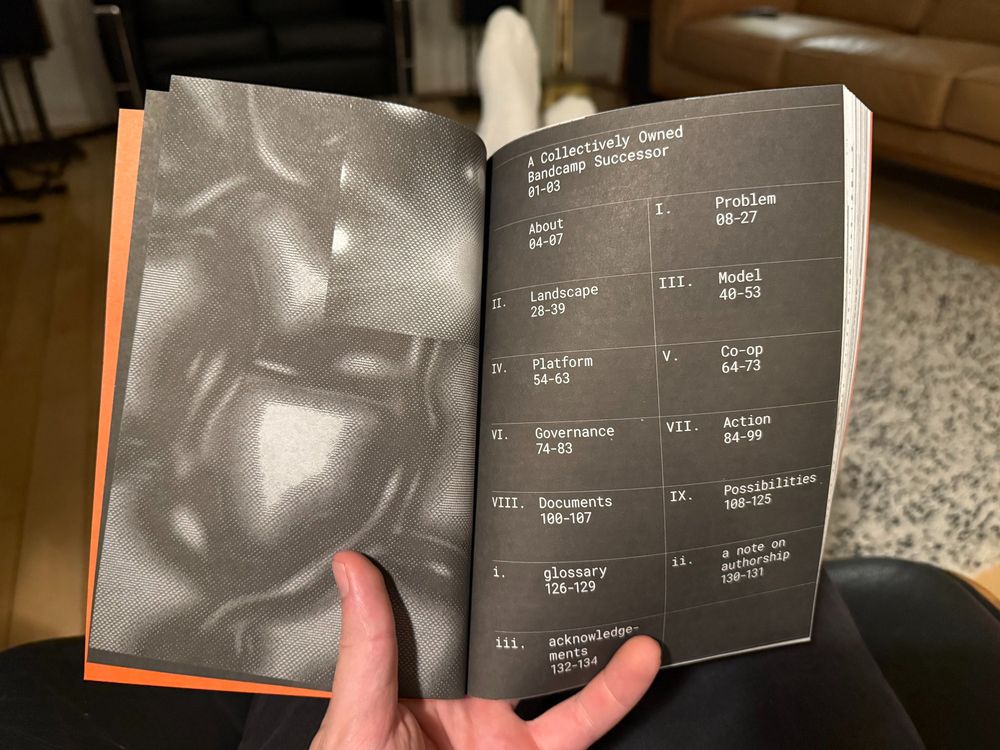 A Collectively Owned
Bandcamp Successor
01-03
About
04-07
I. Problem
08-27
II. Landscape
28-39
III. Model
40-53
IV. Platform
54-63
V. Co-op
64-73
VI. Governance
74-83
VII. Action
84-99
VIII. Documents
100-107
IX. Possibilities
108-125
i. glossary
126-129
ii. a note on
authorship
130-131
iii. acknowledge-
ments
132-134